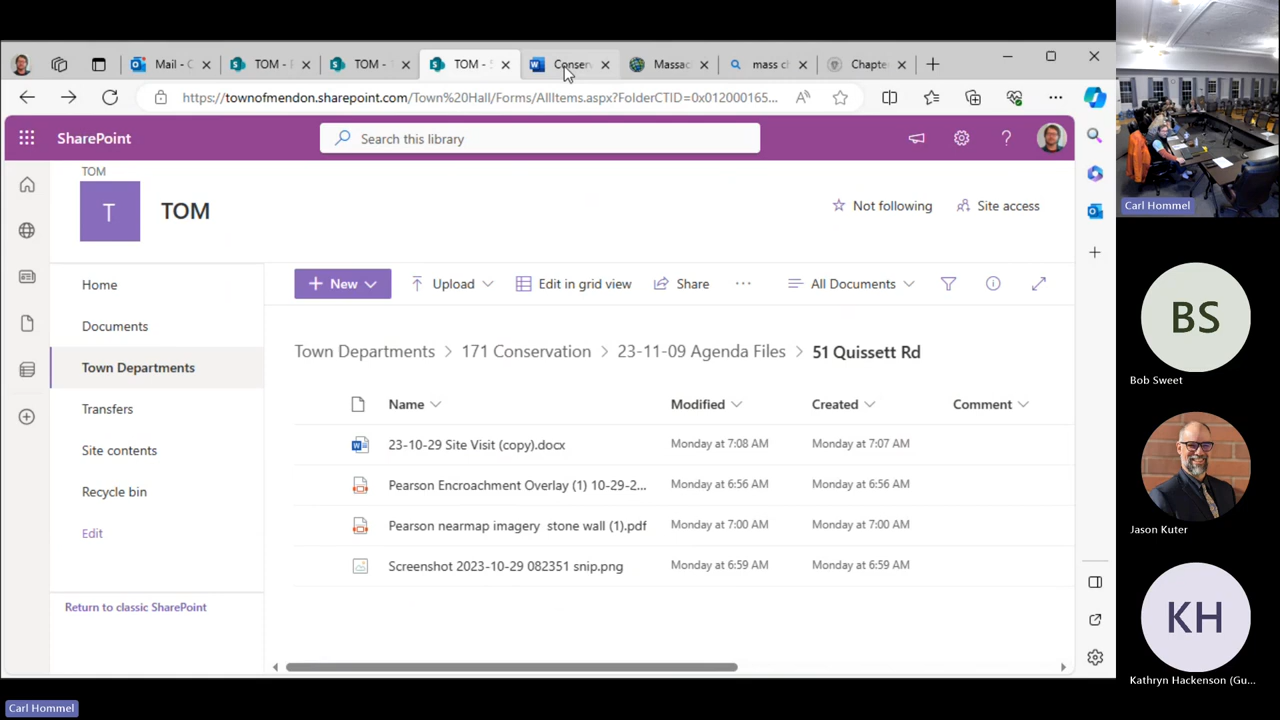 Mail - C
TOM - F
TOM -
TOM - S
Conserv
Massac
mass ch
Chapte
https://townofmendon.sharepoint.com/Town%20Hall/Forms/AllItems.aspx?FolderCTID=0x012000165...
SharePoint
Search this library
TOM
T
TOM
Not following
Site access
Home
Documents
Town Departments
Transfers
Site contents
Recycle bin
Edit
Return to classic SharePoint
New
Upload
Edit in grid view
Share
All Documents
Town Departments > 171 Conservation > 23-11-09 Agenda Files > 51 Quissett Rd
Name Modified Created Comment
23-10-29 Site Visit (copy).docx Monday at 7:08 AM Monday at 7:07 AM
Pearson Encroachment Overlay (1) 10-29-2... Monday at 6:56 AM Monday at 6:56 AM
Pearson nearmap imagery stone wall (1).pdf Monday at 7:00 AM Monday at 7:00 AM
Screenshot 2023-10-29 082351 snip.png Monday at 6:59 AM Monday at 6:59 AM
Carl Hommel
BS
Bob Sweet
Jason Kuter
KH
Kathryn Hackenson (Gu...
Carl Hommel